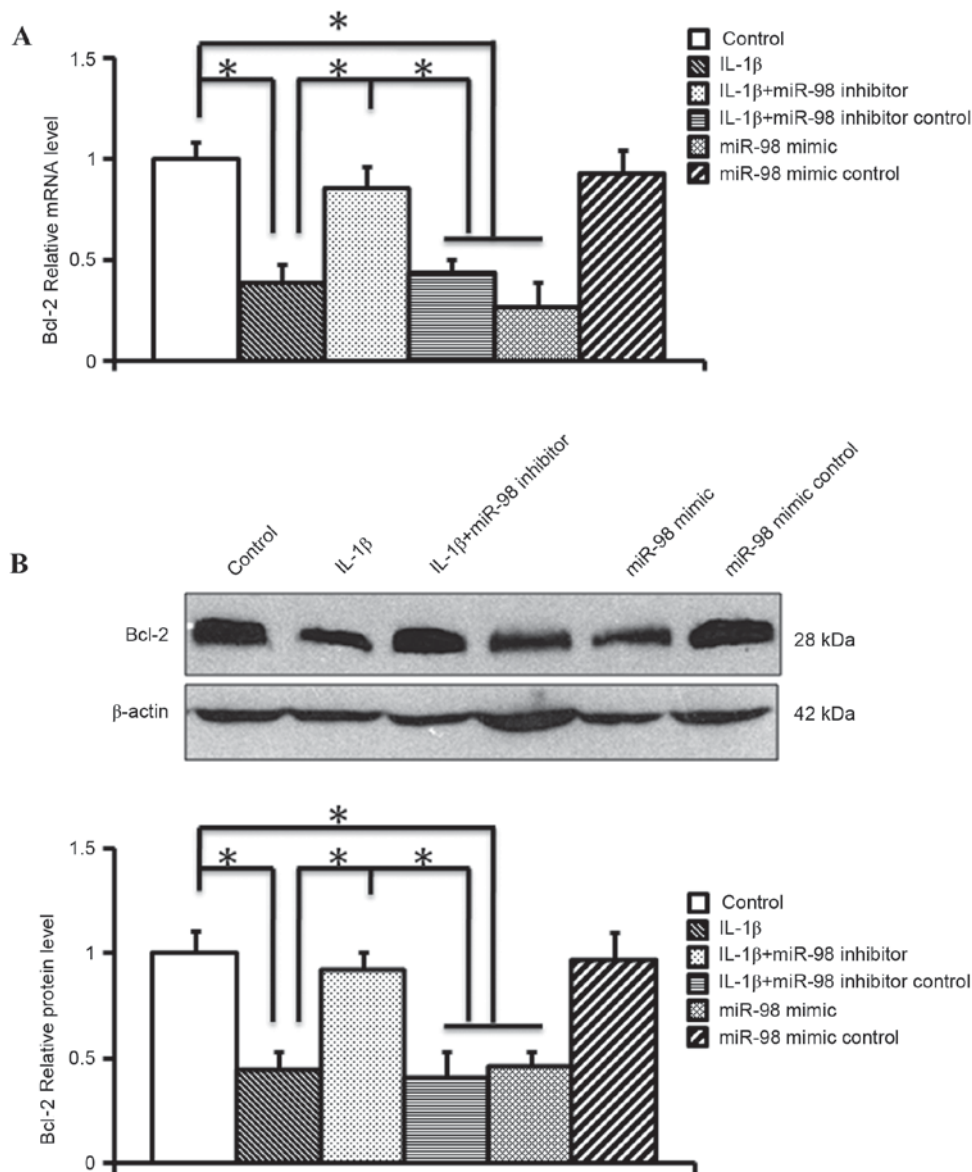 A
*
* * *
1.5
1
0.5
0
Bcl-2 Relative mRNA level
Control
IL-1β
IL-1β+miR-98 inhibitor
IL-1β+miR-98 inhibitor control
miR-98 mimic
miR-98 mimic control
B
Control
IL-1β
IL-1β+miR-98 inhibitor
miR-98 mimic
miR-98 mimic control
Bcl-2
28 kDa
β-actin
42 kDa
*
* * *
1.5
1
0.5
0
Bcl-2 Relative protein level
Control
IL-1β
IL-1β+miR-98 inhibitor
IL-1β+miR-98 inhibitor control
miR-98 mimic
miR-98 mimic control